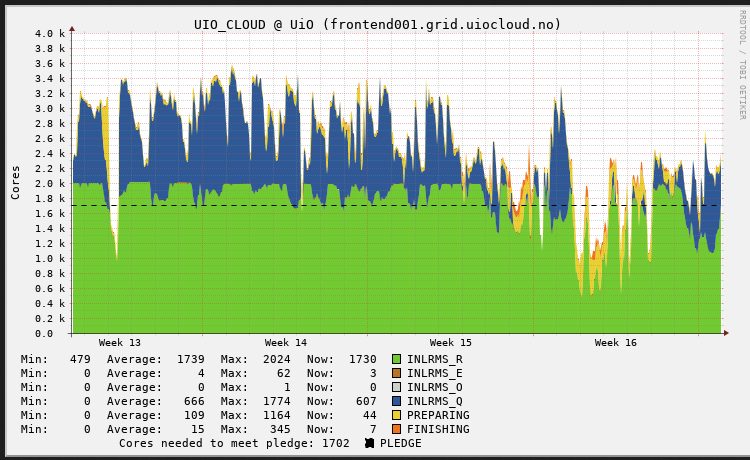 UIO_CLOUD @ UiO (frontend001.grid.uiocloud.no)
RRDTOOL / TOBI OETIKER
Cores
4.0 k
3.8 k
3.6 k
3.4 k
3.2 k
3.0 k
2.8 k
2.6 k
2.4 k
2.2 k
2.0 k
1.8 k
1.6 k
1.4 k
1.2 k
1.0 k
0.8 k
0.6 k
0.4 k
0.2 k
0.0
Week 13 Week 14 Week 15 Week 16
Min: 479 Average: 1739 Max: 2024 Now: 1730 INLRMS_R
Min: 0 Average: 4 Max: 62 Now: 3 INLRMS_E
Min: 0 Average: 0 Max: 1 Now: 0 INLRMS_O
Min: 0 Average: 666 Max: 1774 Now: 607 INLRMS_Q
Min: 0 Average: 109 Max: 1164 Now: 44 PREPARING
Min: 0 Average: 15 Max: 345 Now: 7 FINISHING
Cores needed to meet pledge: 1702 PLEDGE